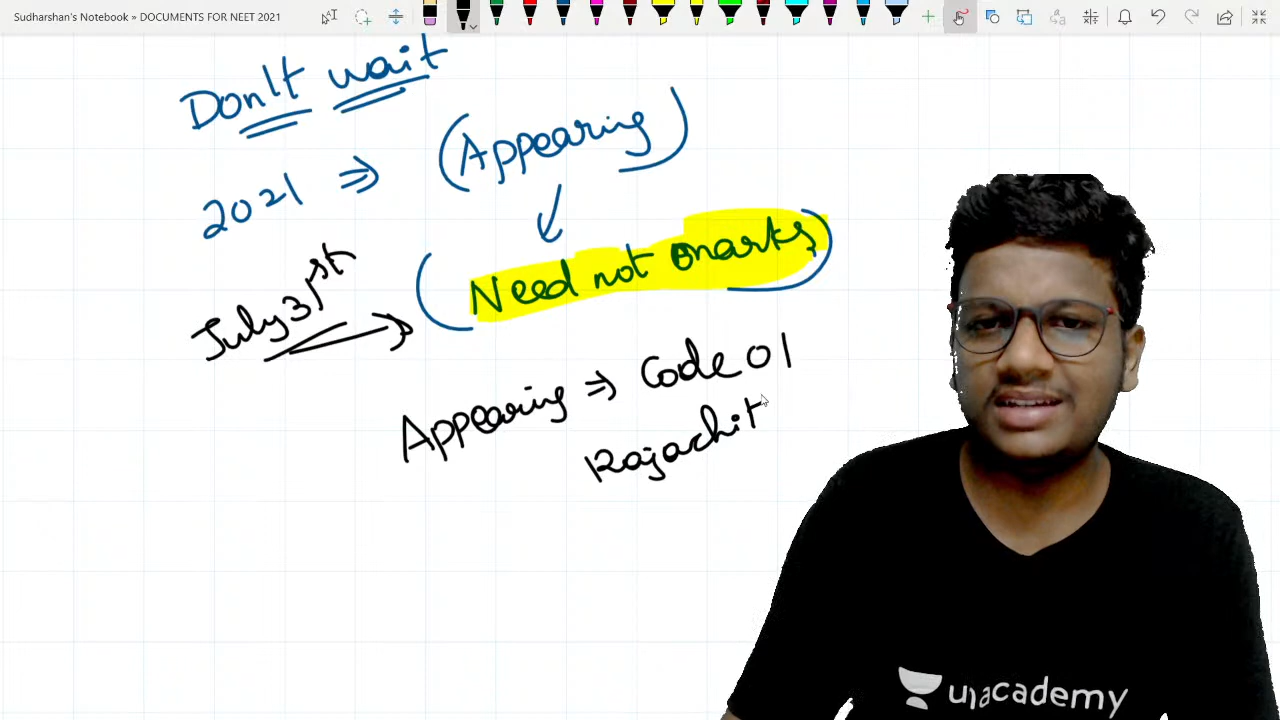 Sudharshan's Notebook » DOCUMENTS FOR NEET 2021
Don't wait
2021 ⇒ (Appearing)
(Need not marks)
July 31st
Appearing ⇒ Code 01
Rajachit
unacademy